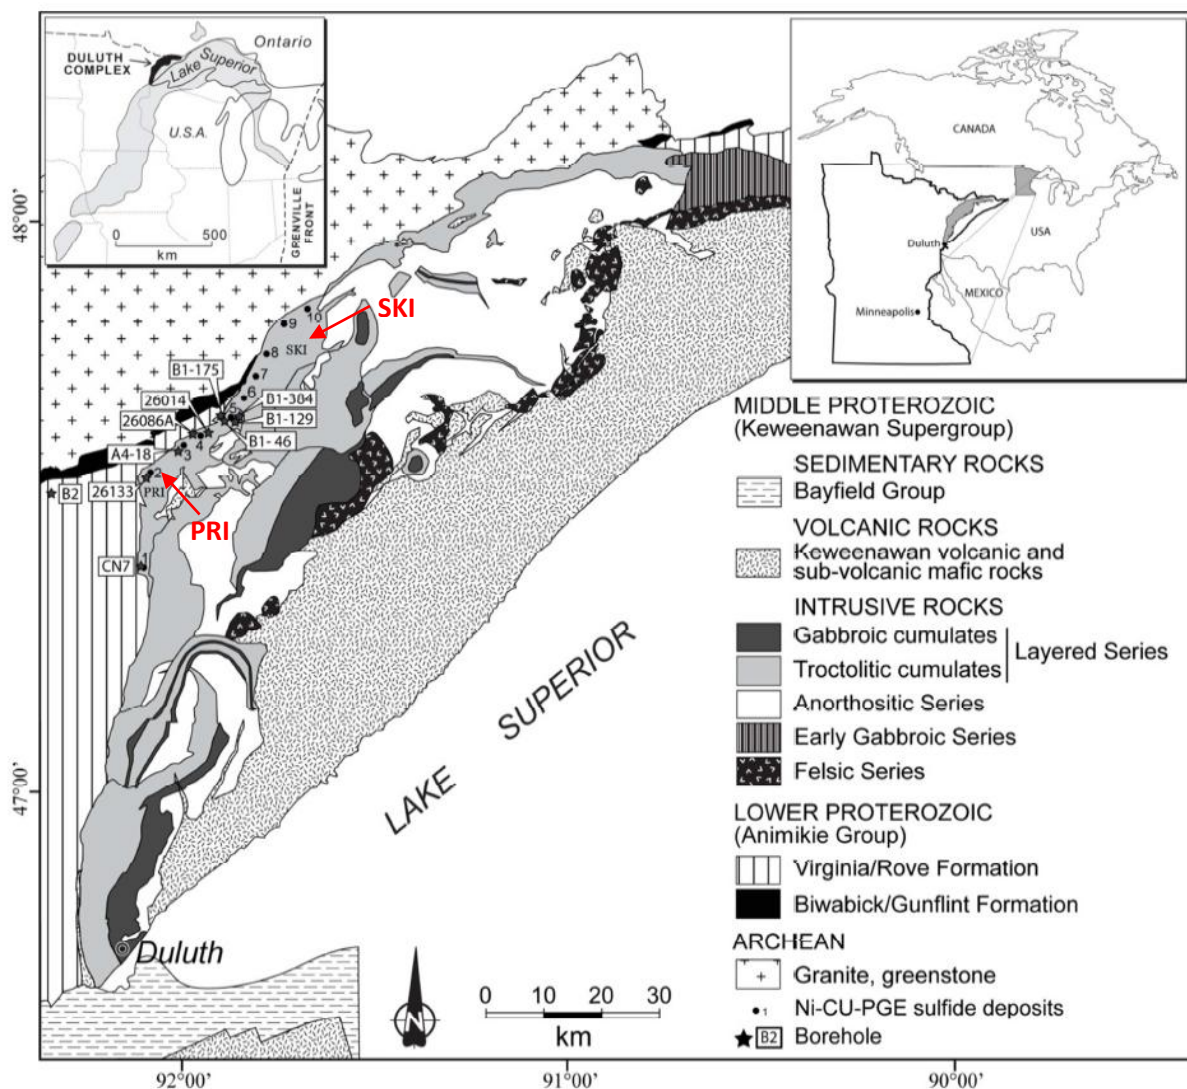 Ontario
DULUTH
COMPLEX
Lake Superior
U.S.A.
0 500
km
GRENVILLE
FRONT
CANADA
USA
MEXICO
Duluth
Minneapolis
48°00'
47°00'
SKI
10
9
SKI
8
7
B1-175
6
26014
5
B1-384
26086A
B1-129
4
B1-46
A4-18
3
2
B2
26133
PRI
PRI
1
CN7
LAKE SUPERIOR
Duluth
N
0 10 20 30
km
92°00'
91°00'
90°00'
MIDDLE PROTEROZOIC
(Keweenawan Supergroup)
SEDIMENTARY ROCKS
Bayfield Group
VOLCANIC ROCKS
Keweenawan volcanic and
sub-volcanic mafic rocks
INTRUSIVE ROCKS
Gabbroic cumulates
Troctolitic cumulates
Layered Series
Anorthositic Series
Early Gabbroic Series
Felsic Series
LOWER PROTEROZOIC
(Animikie Group)
Virginia/Rove Formation
Biwabick/Gunflint Formation
ARCHEAN
Granite, greenstone
1 Ni-CU-PGE sulfide deposits
B2 Borehole